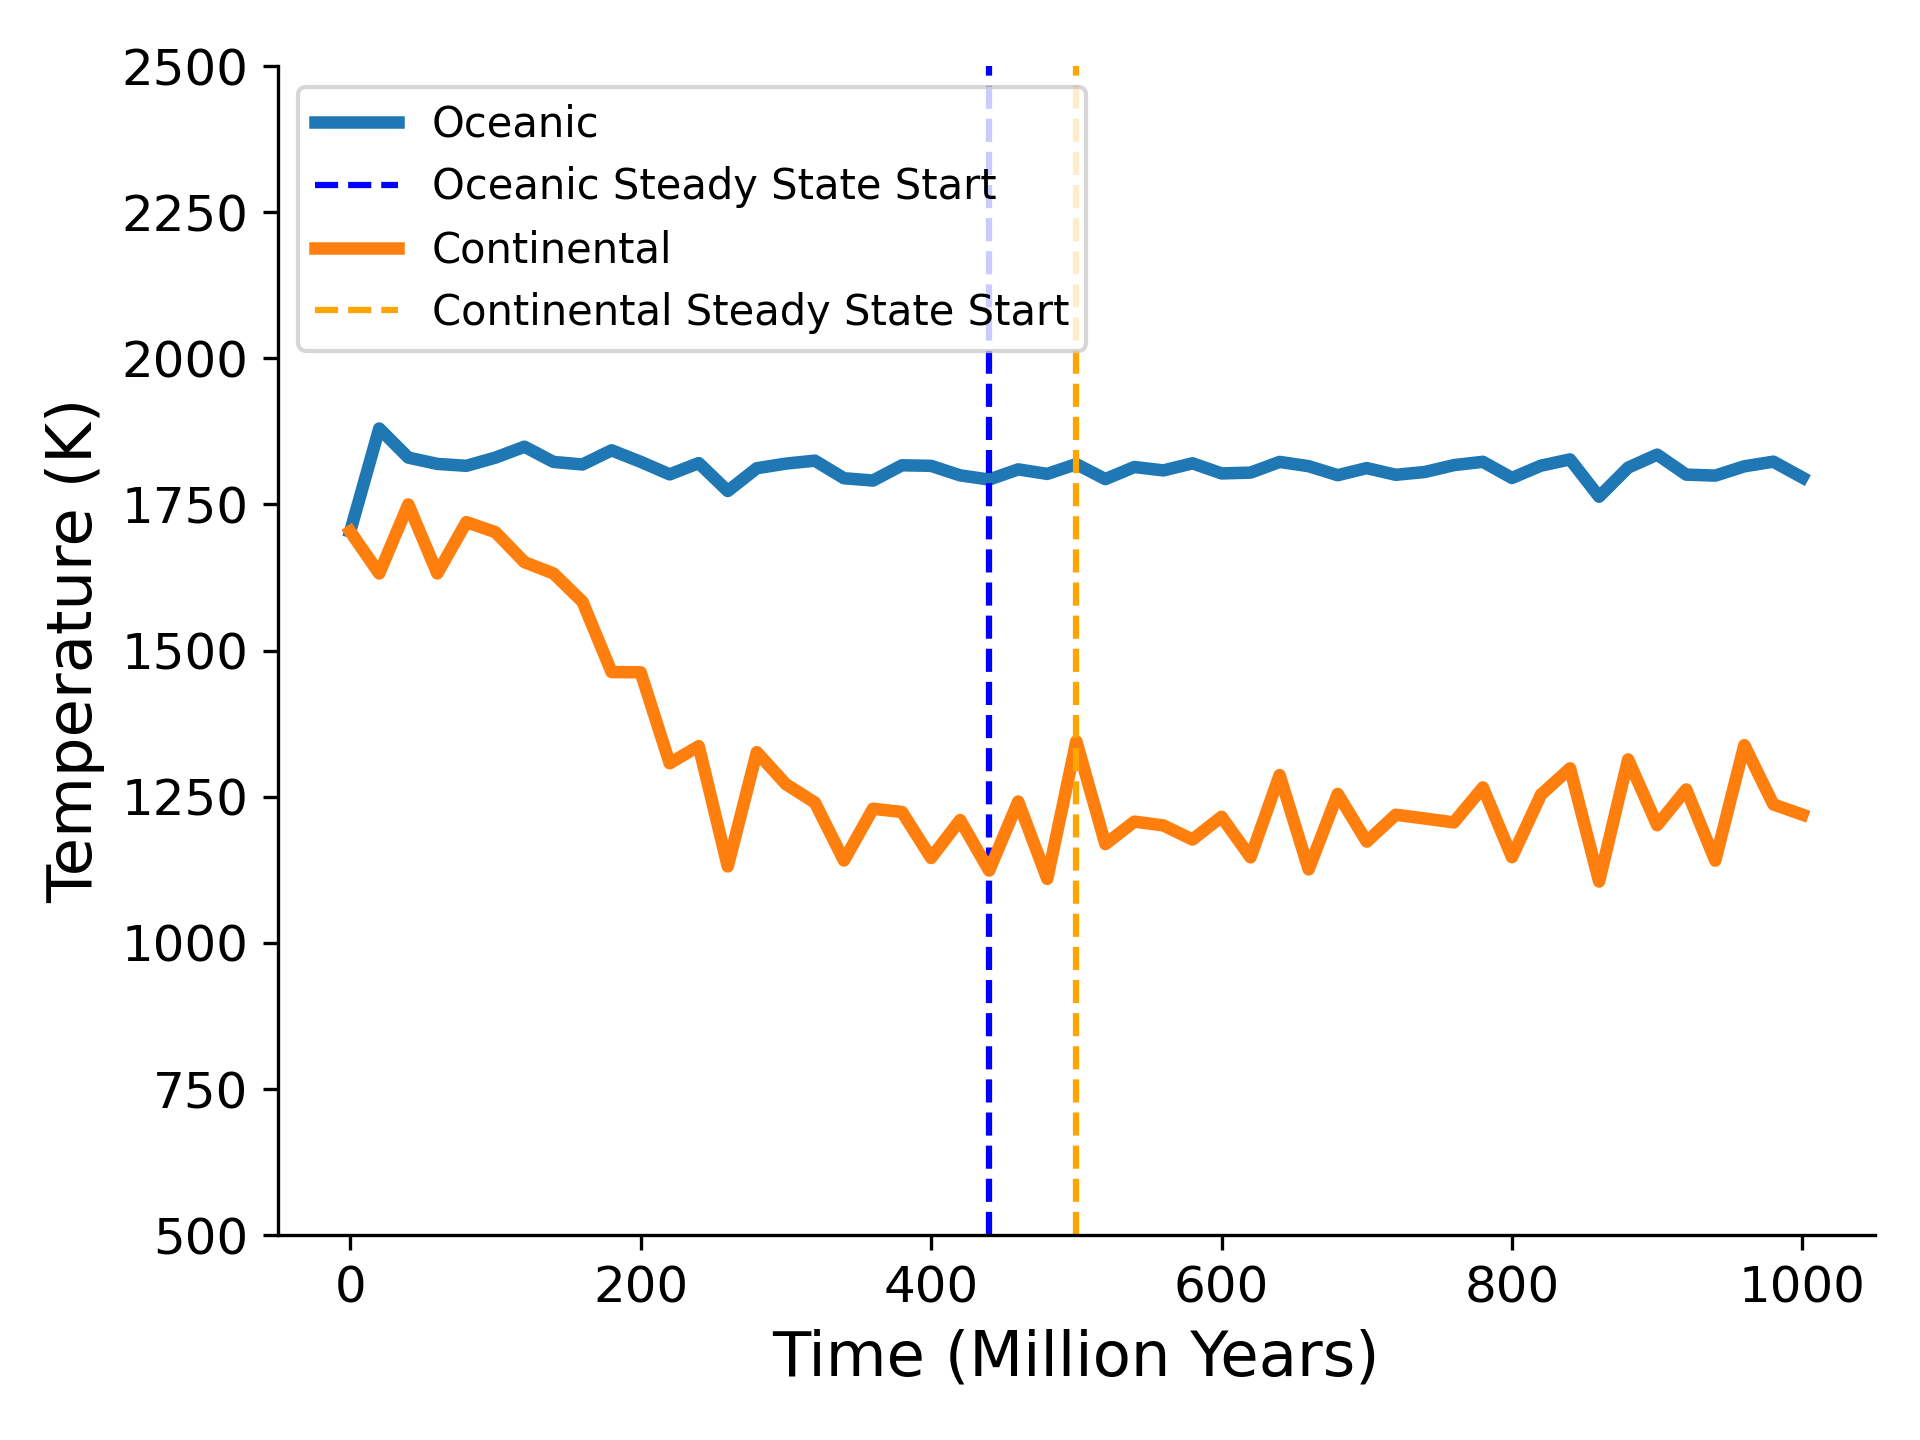 2500
2250
2000
1750
1500
1250
1000
750
500
Temperature (K)
Oceanic
Oceanic Steady State Start
Continental
Continental Steady State Start
0 200 400 600 800 1000
Time (Million Years)